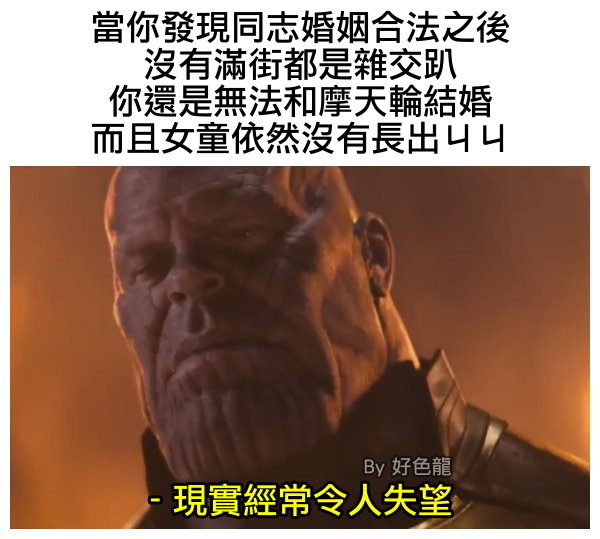 當你發現同志婚姻合法之後
沒有滿街都是雜交趴
你還是無法和摩天輪結婚
而且女童依然沒有長出ㄐㄐ
By 好色龍
- 現實經常令人失望